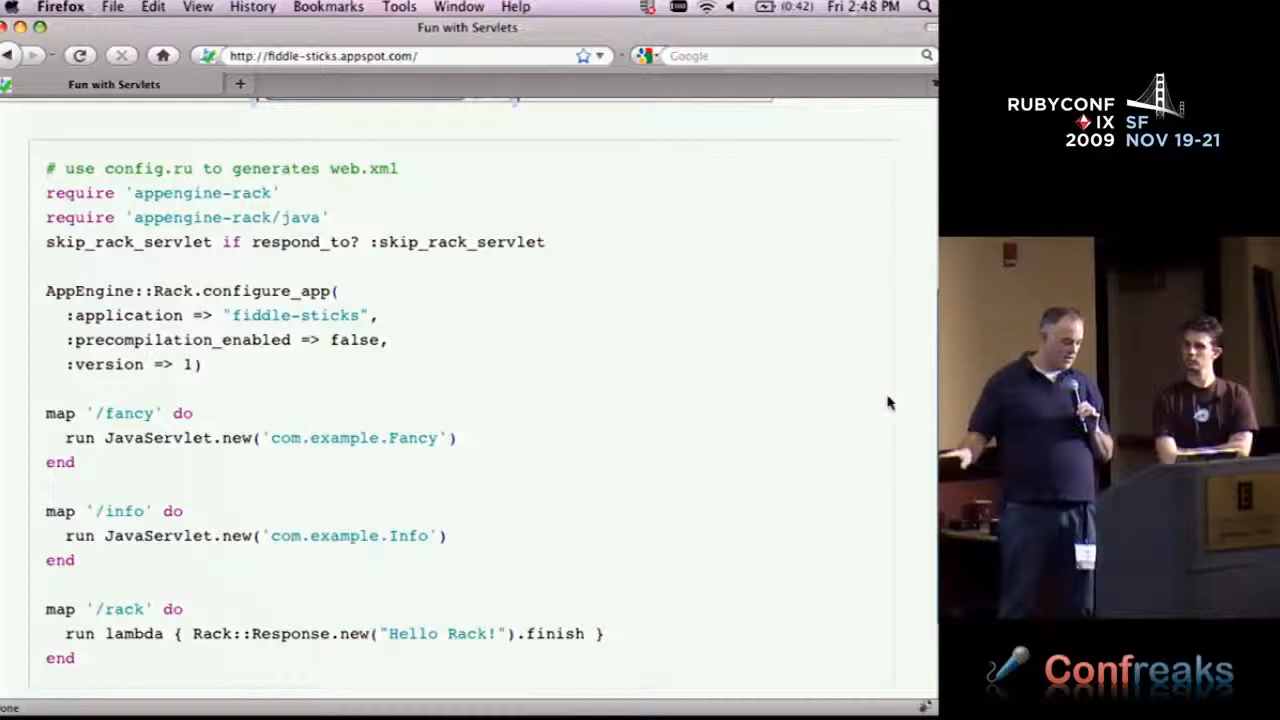 Firefox File Edit View History Bookmarks Tools Window Help (0:42) Fri 2:48 PM
Fun with Servlets
http://fiddle-sticks.appspot.com/ Google
Fun with Servlets
# use config.ru to generates web.xml
require 'appengine-rack'
require 'appengine-rack/java'
skip_rack_servlet if respond_to? :skip_rack_servlet
AppEngine::Rack.configure_app(
:application => "fiddle-sticks",
:precompilation_enabled => false,
:version => 1)
map '/fancy' do
run JavaServlet.new('com.example.Fancy')
end
map '/info' do
run JavaServlet.new('com.example.Info')
end
map '/rack' do
run lambda { Rack::Response.new("Hello Rack!").finish }
end
one
RUBYCONF
IX SF
2009 NOV 19-21
Confreaks